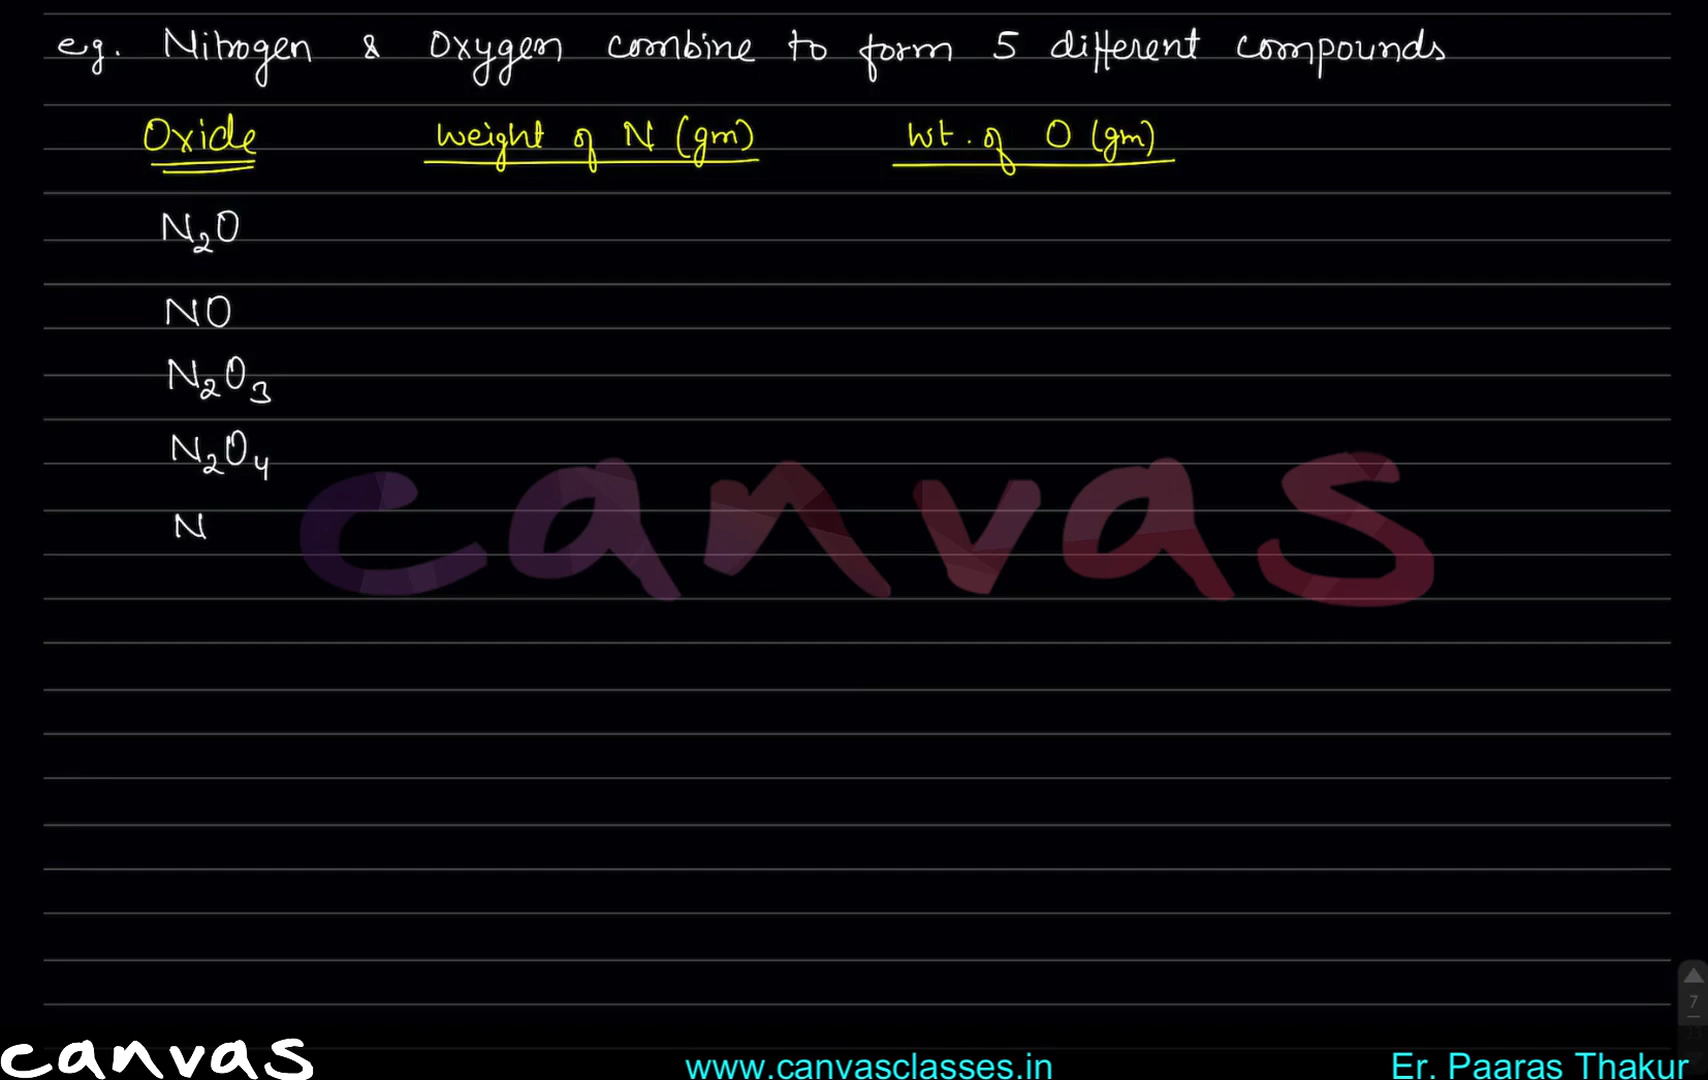 eg. Nitrogen & Oxygen combine to form 5 different compounds
Oxide weight of N (gm) wt. of O (gm)
N₂O
NO
N₂O₃
N₂O₄
N
canvas
7
canvas www.canvasclasses.in Er. Paaras Thakur